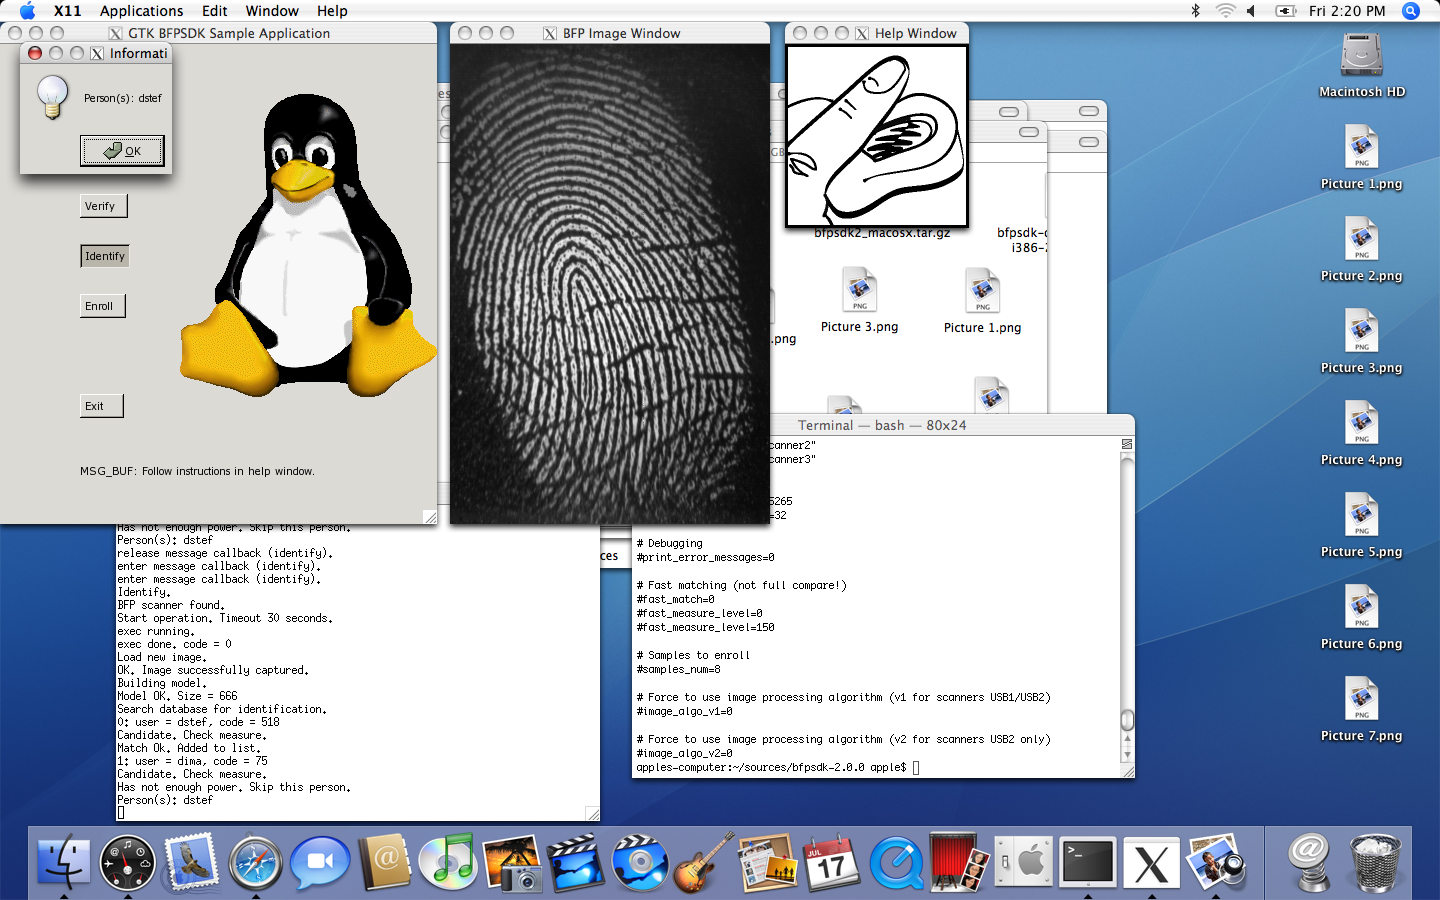 X11 Applications Edit Window Help
Fri 2:20 PM
GTK BFPSDK Sample Application
Informati
Person(s): dstef
OK
Verify
Identify
Enroll
Exit
MSG_BUF: Follow instructions in help window.
BFP Image Window
Help Window
bfpsdk2_macosx.tar.gz
i386-
PNG
Picture 3.png
PNG
Picture 1.png
.png
PNG
Macintosh HD
PNG
Picture 1.png
PNG
Picture 2.png
PNG
Picture 3.png
PNG
Picture 4.png
PNG
Picture 5.png
PNG
Picture 6.png
PNG
Picture 7.png
Has not enough power. Skip this person.
Person(s): dstef
release message callback (identify).
enter message callback (identify).
enter message callback (identify).
Identify.
BFP scanner found.
Start operation. Timeout 30 seconds.
exec running.
exec done. code = 0
Load new image.
OK. Image successfully captured.
Building model.
Model OK. Size = 666
Search database for identification.
0: user = dstef, code = 518
Candidate. Check measure.
Match Ok. Added to list.
1: user = dima, code = 75
Candidate. Check measure.
Has not enough power. Skip this person.
Person(s): dstef
ces
Terminal — bash — 80x24
canner2"
canner3"
5265
=32
# Debugging
#print_error_messages=0
# Fast matching (not full compare!)
#fast_match=0
#fast_measure_level=0
#fast_measure_level=150
# Samples to enroll
#samples_num=8
# Force to use image processing algorithm (v1 for scanners USB1/USB2)
#image_algo_v1=0
# Force to use image processing algorithm (v2 for scanners USB2 only)
#image_algo_v2=0
apples-computer:~/sources/bfpsdk-2.0.0 apple$
JUL
17